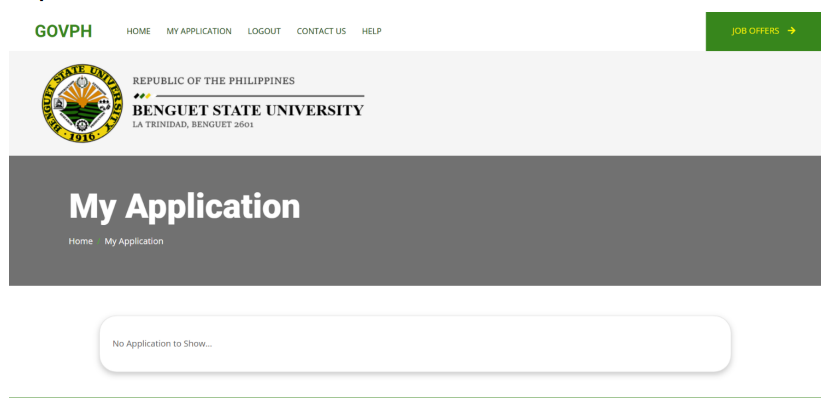 GOVPH HOME MY APPLICATION LOGOUT CONTACT US HELP JOB OFFERS →
BENGUET STATE UNIVERSITY
1916
REPUBLIC OF THE PHILIPPINES
BENGUET STATE UNIVERSITY
LA TRINIDAD, BENGUET 2601
My Application
Home / My Application
No Application to Show...